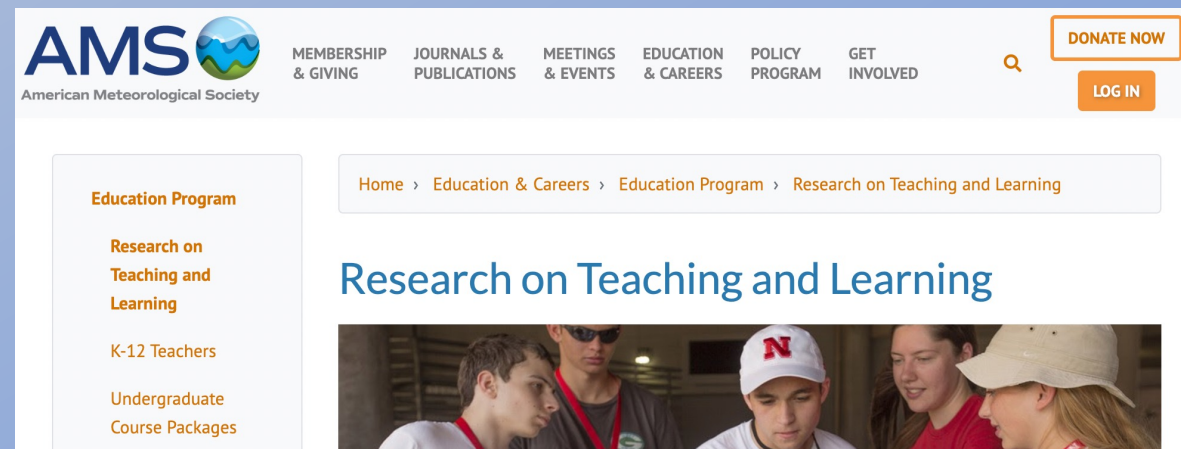 AMS
American Meteorological Society
MEMBERSHIP
& GIVING
JOURNALS &
PUBLICATIONS
MEETINGS
& EVENTS
EDUCATION
& CAREERS
POLICY
PROGRAM
GET
INVOLVED
DONATE NOW
LOG IN
Education Program
Research on
Teaching and
Learning
K-12 Teachers
Undergraduate
Course Packages
Home › Education & Careers › Education Program › Research on Teaching and Learning
Research on Teaching and Learning
N
G